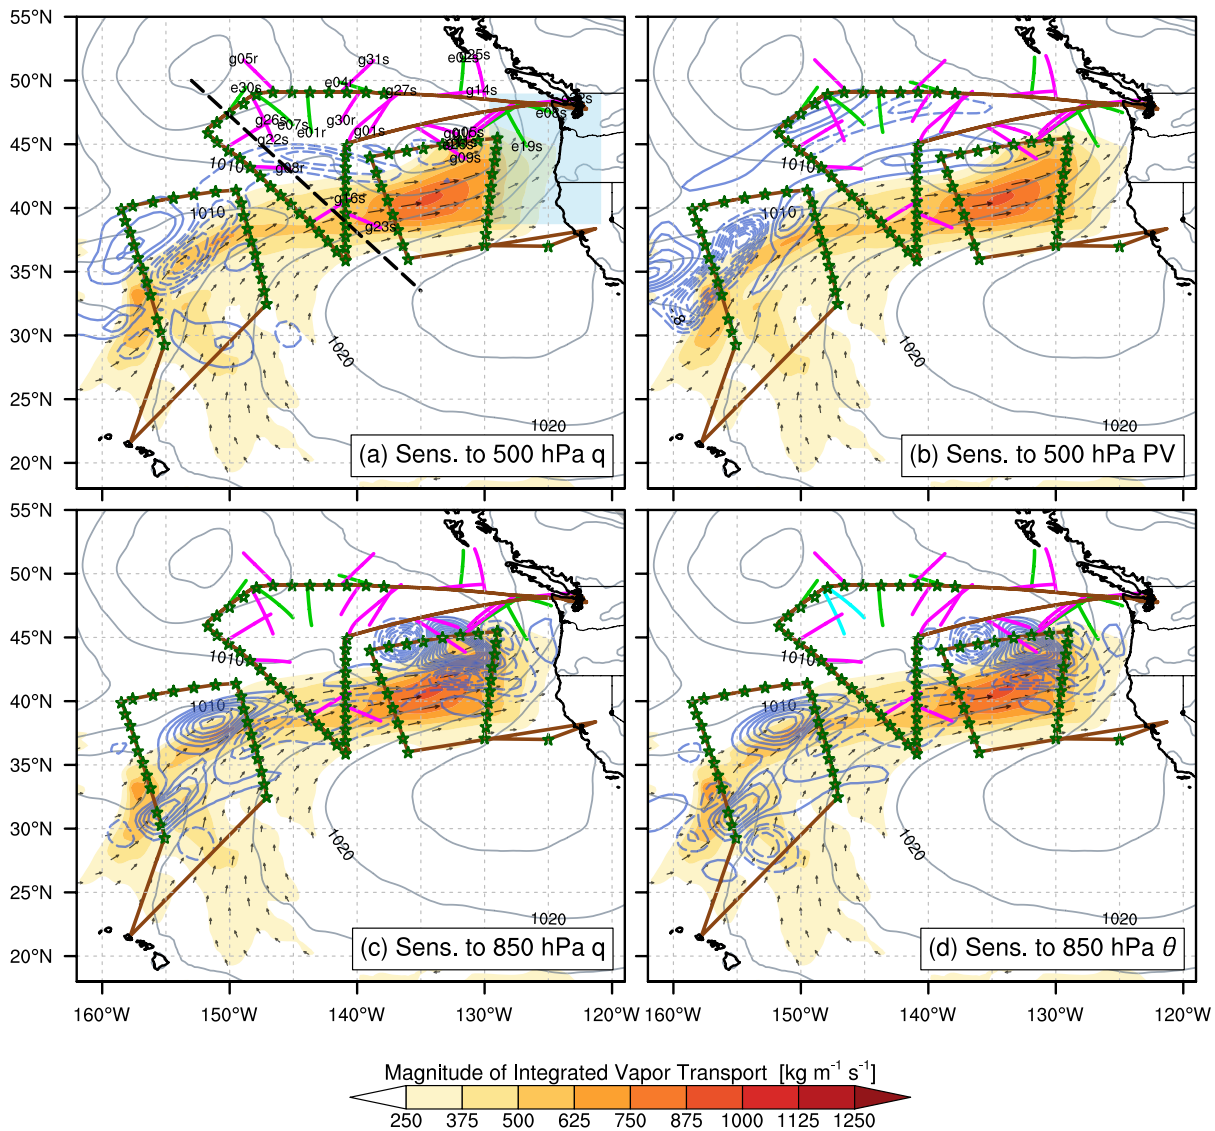 55°N
50°N
45°N
40°N
35°N
30°N
25°N
20°N
g05r
g31s
e02s
g25s
e30s
e04r
g27s
g14s
g26s
e07s
e01r
g30r
g01s
g22s
g05s
e08s
e19s
g09s
g08r
g16s
g23s
1010
1010
1020
1020
(a) Sens. to 500 hPa q
1010
1010
8
1020
1020
(b) Sens. to 500 hPa PV
55°N
50°N
45°N
40°N
35°N
30°N
25°N
20°N
1010
1010
1020
1020
(c) Sens. to 850 hPa q
1010
1010
1020
1020
(d) Sens. to 850 hPa θ
160°W 150°W 140°W 130°W 120°W
160°W 150°W 140°W 130°W 120°W
Magnitude of Integrated Vapor Transport [kg m⁻¹ s⁻¹]
250 375 500 625 750 875 1000 1125 1250